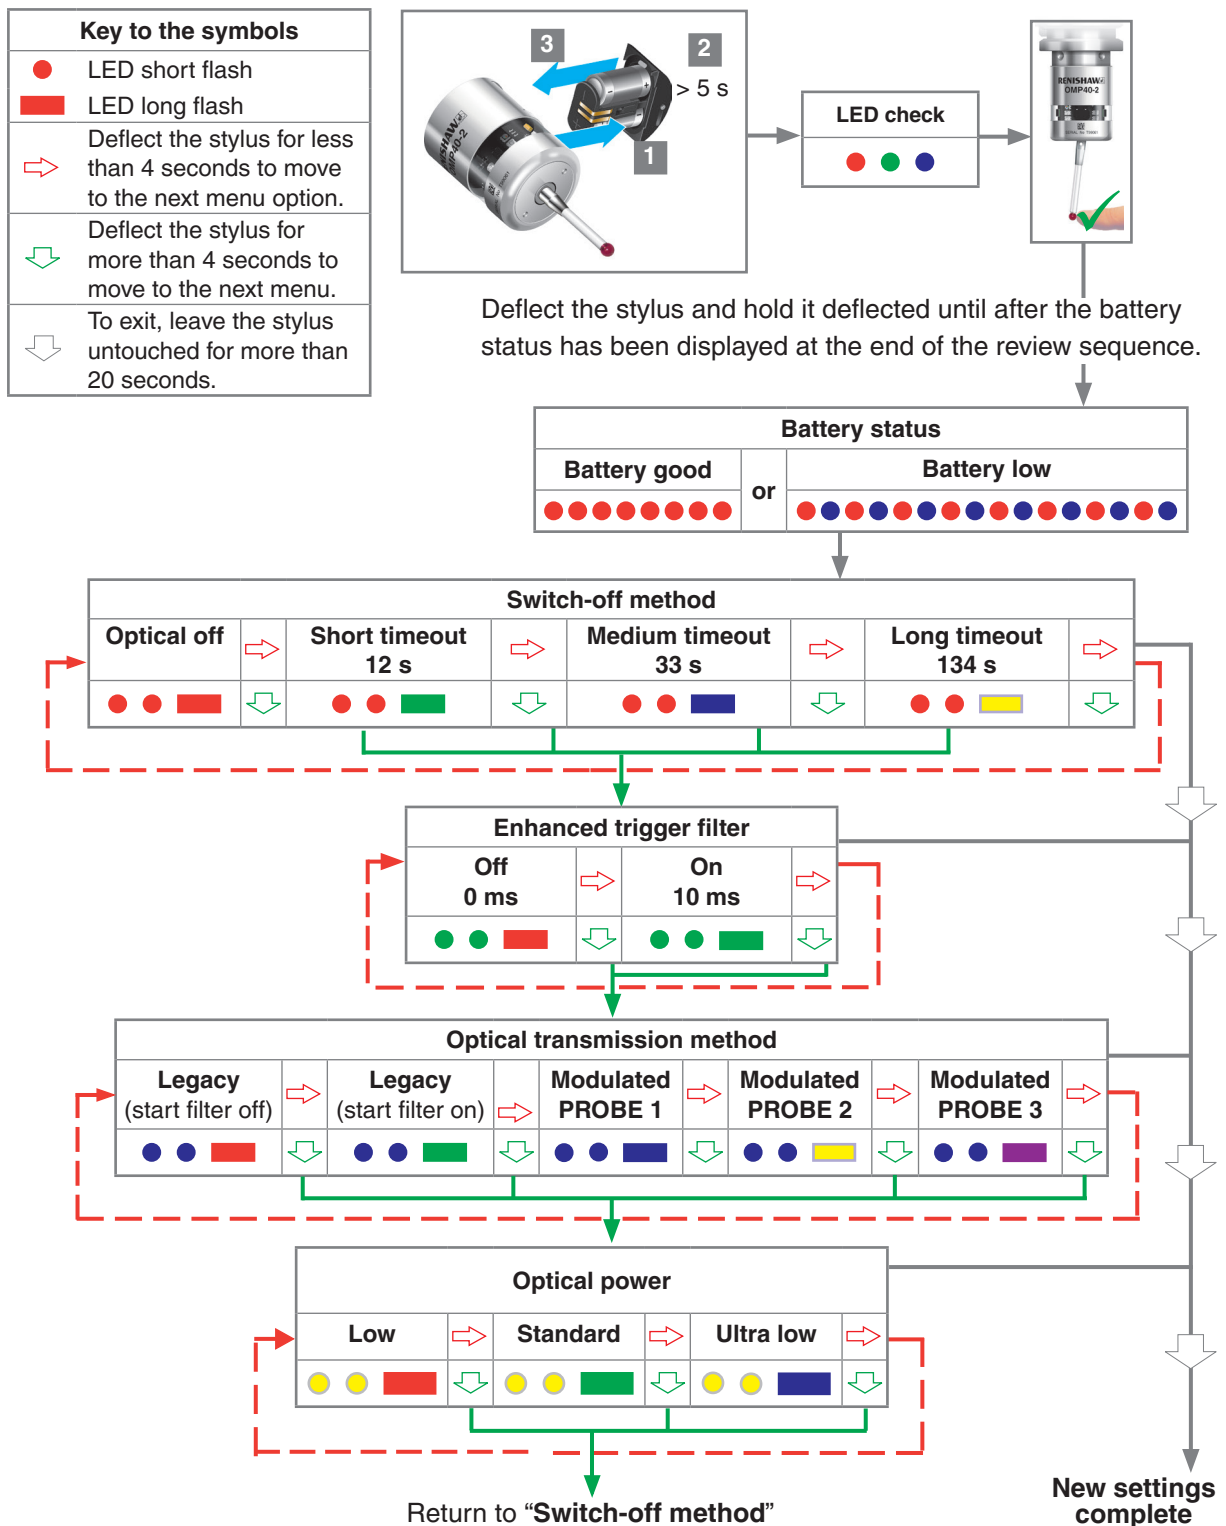 Key to the symbols
LED short flash
LED long flash
Deflect the stylus for less
than 4 seconds to move
to the next menu option.
Deflect the stylus for
more than 4 seconds to
move to the next menu.
To exit, leave the stylus
untouched for more than
20 seconds.
3
2
> 5 s
1
RENISHAW
OMP40-2
LED check
RENISHAW
OMP40-2
Deflect the stylus and hold it deflected until after the battery
status has been displayed at the end of the review sequence.
Battery status
Battery good
or
Battery low
Switch-off method
Optical off
Short timeout
12 s
Medium timeout
33 s
Long timeout
134 s
Enhanced trigger filter
Off
0 ms
On
10 ms
Optical transmission method
Legacy
(start filter off)
Legacy
(start filter on)
Modulated
PROBE 1
Modulated
PROBE 2
Modulated
PROBE 3
Optical power
Low
Standard
Ultra low
Return to “Switch-off method”
New settings
complete